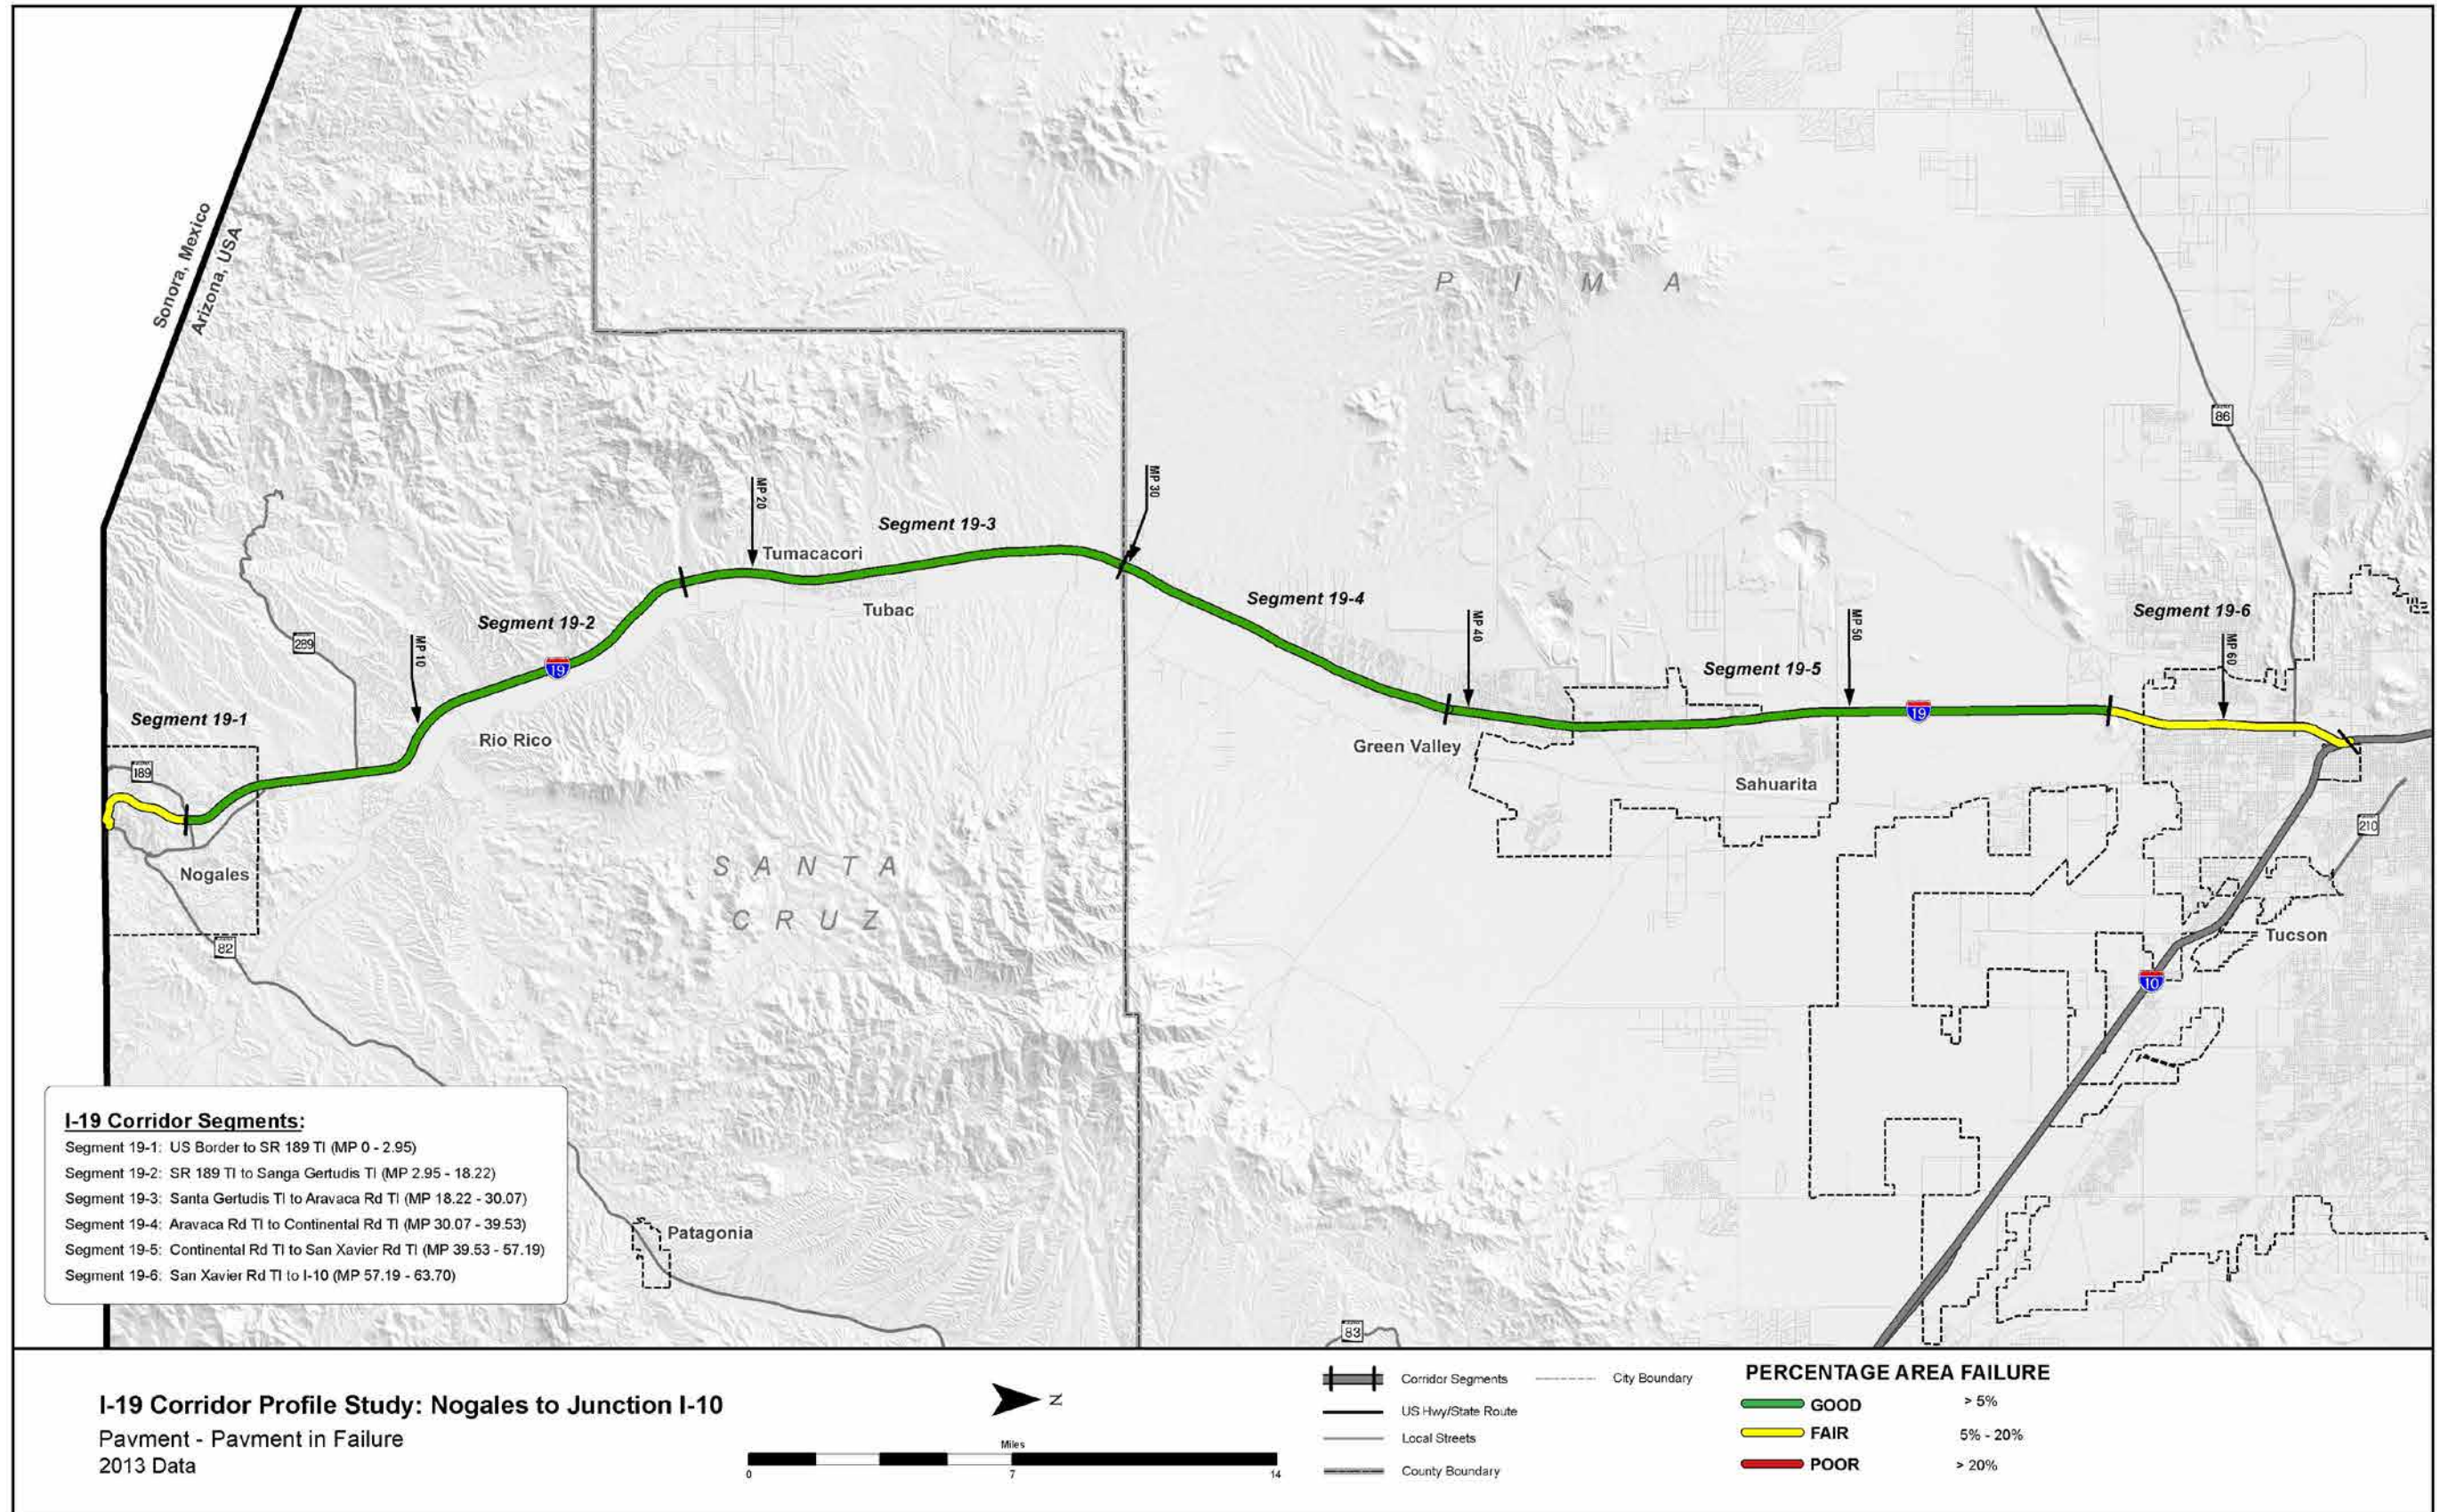 Sonora, Mexico
Arizona, USA
P I M A
86
MP 20
MP 30
Segment 19-3
Tumacacori
Tubac
Segment 19-4
Segment 19-6
MP 60
Segment 19-2
MP 10
289
19
MP 40
MP 50
Segment 19-5
19
Segment 19-1
Rio Rico
Green Valley
189
Sahuarita
210
Nogales
S A N T A
C R U Z
82
Tucson
10
I-19 Corridor Segments:
Segment 19-1: US Border to SR 189 TI (MP 0 - 2.95)
Segment 19-2: SR 189 TI to Sanga Gertudis TI (MP 2.95 - 18.22)
Segment 19-3: Santa Gertudis TI to Aravaca Rd TI (MP 18.22 - 30.07)
Segment 19-4: Aravaca Rd TI to Continental Rd TI (MP 30.07 - 39.53)
Segment 19-5: Continental Rd TI to San Xavier Rd TI (MP 39.53 - 57.19)
Segment 19-6: San Xavier Rd TI to I-10 (MP 57.19 - 63.70)
Patagonia
83
I-19 Corridor Profile Study: Nogales to Junction I-10
Pavment - Pavment in Failure
2013 Data
N
Miles
0 7 14
Corridor Segments
City Boundary
US Hwy/State Route
Local Streets
County Boundary
PERCENTAGE AREA FAILURE
GOOD > 5%
FAIR 5% - 20%
POOR > 20%